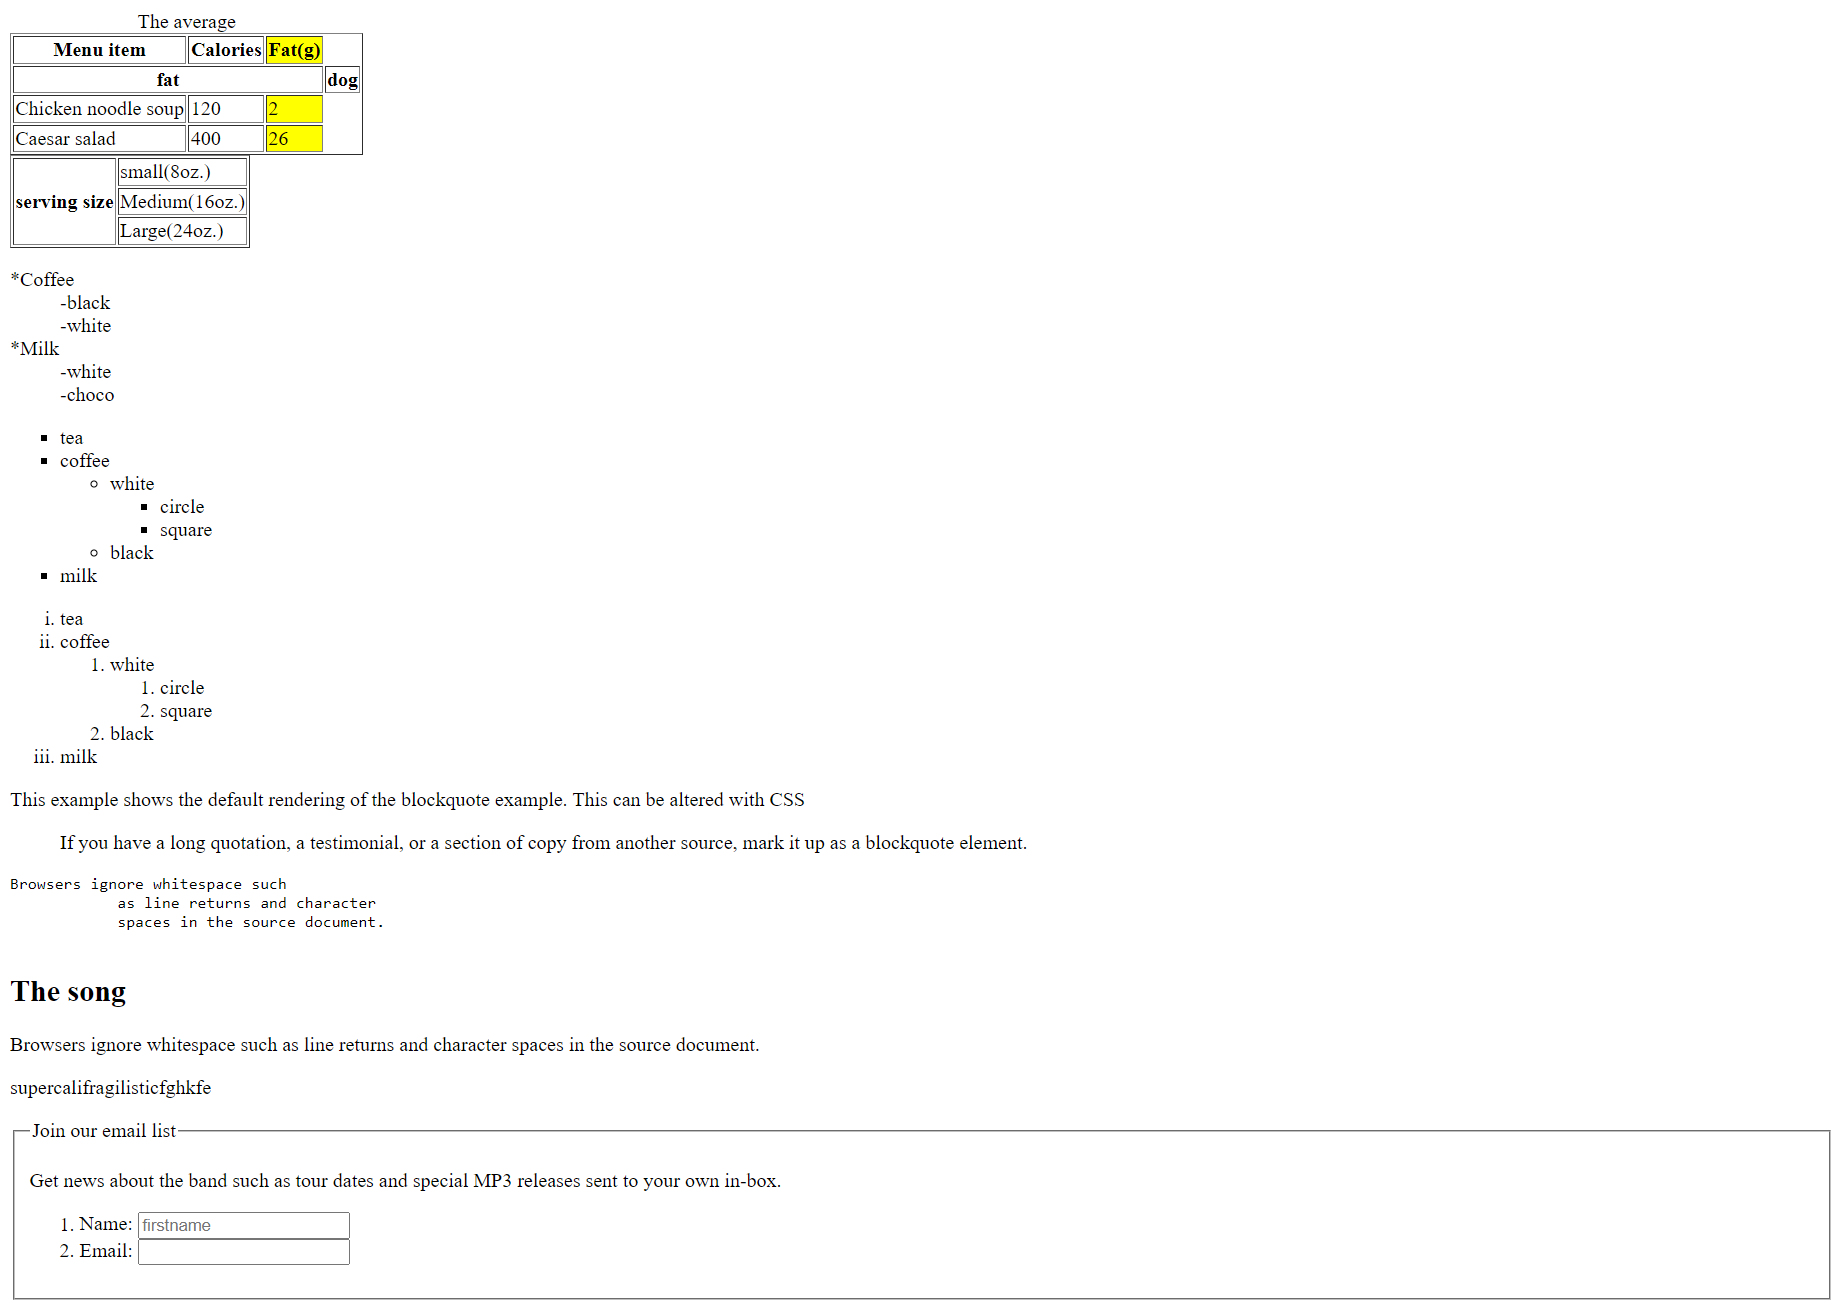 The average
Menu item Calories Fat(g)
fat dog
Chicken noodle soup 120 2
Caesar salad 400 26
serving size small(8oz.)
Medium(16oz.)
Large(24oz.)
*Coffee
-black
-white
*Milk
-white
-choco
▪ tea
▪ coffee
◦ white
▪ circle
▪ square
◦ black
▪ milk
i. tea
ii. coffee
1. white
1. circle
2. square
2. black
iii. milk
This example shows the default rendering of the blockquote example. This can be altered with CSS
If you have a long quotation, a testimonial, or a section of copy from another source, mark it up as a blockquote element.
Browsers ignore whitespace such
as line returns and character
spaces in the source document.
The song
Browsers ignore whitespace such as line returns and character spaces in the source document.
supercalifragilisticfghkfe
Join our email list
Get news about the band such as tour dates and special MP3 releases sent to your own in-box.
1. Name: firstname
2. Email: